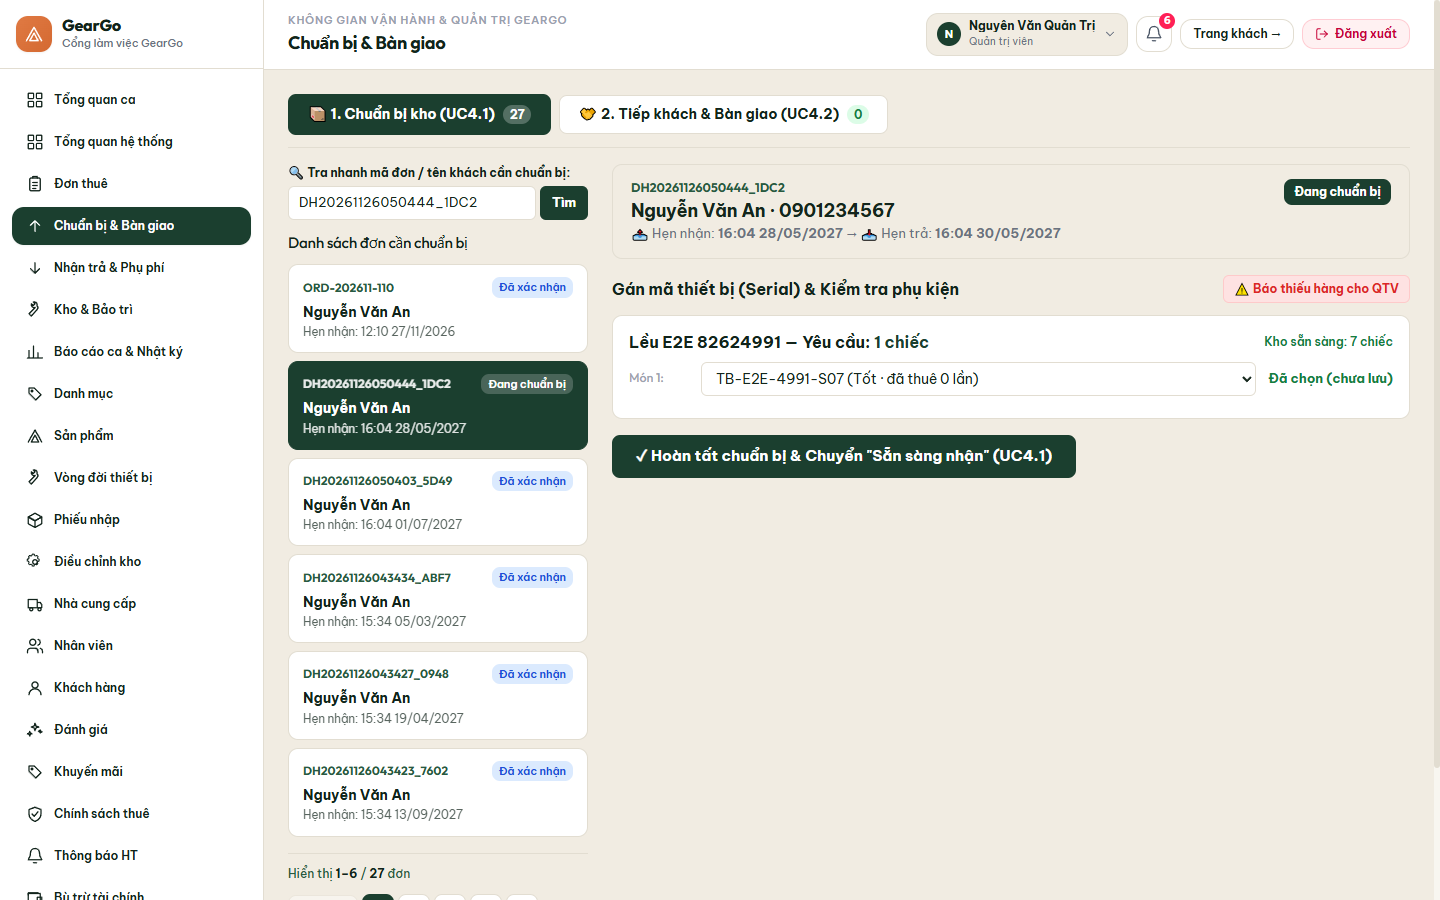 GearGo
Cổng làm việc GearGo
Tổng quan ca
Tổng quan hệ thống
Đơn thuê
Chuẩn bị & Bàn giao
Nhận trả & Phụ phí
Kho & Bảo trì
Báo cáo ca & Nhật ký
Danh mục
Sản phẩm
Vòng đời thiết bị
Phiếu nhập
Điều chỉnh kho
Nhà cung cấp
Nhân viên
Khách hàng
Đánh giá
Khuyến mãi
Chính sách thuê
Thông báo HT
Bù trừ tài chính
KHÔNG GIAN VẬN HÀNH & QUẢN TRỊ GEARGO
Chuẩn bị & Bàn giao
N
Nguyễn Văn Quản Trị
Quản trị viên
6
Trang khách →
Đăng xuất
1. Chuẩn bị kho (UC4.1) 27
2. Tiếp khách & Bàn giao (UC4.2) 0
Tra nhanh mã đơn / tên khách cần chuẩn bị:
DH20261126050444_1DC2
Tìm
Danh sách đơn cần chuẩn bị
ORD-202611-110 Đã xác nhận
Nguyễn Văn An
Hẹn nhận: 12:10 27/11/2026
DH20261126050444_1DC2 Đang chuẩn bị
Nguyễn Văn An
Hẹn nhận: 16:04 28/05/2027
DH20261126050403_5D49 Đã xác nhận
Nguyễn Văn An
Hẹn nhận: 16:04 01/07/2027
DH20261126043434_ABF7 Đã xác nhận
Nguyễn Văn An
Hẹn nhận: 15:34 05/03/2027
DH20261126043427_0948 Đã xác nhận
Nguyễn Văn An
Hẹn nhận: 15:34 19/04/2027
DH20261126043423_7602 Đã xác nhận
Nguyễn Văn An
Hẹn nhận: 15:34 13/09/2027
Hiển thị 1–6 / 27 đơn
DH20261126050444_1DC2
Nguyễn Văn An · 0901234567
Hẹn nhận: 16:04 28/05/2027 → Hẹn trả: 16:04 30/05/2027
Đang chuẩn bị
Gán mã thiết bị (Serial) & Kiểm tra phụ kiện
Báo thiếu hàng cho QTV
Lều E2E 82624991 — Yêu cầu: 1 chiếc
Kho sẵn sàng: 7 chiếc
Món 1:
TB-E2E-4991-S07 (Tốt · đã thuê 0 lần)
Đã chọn (chưa lưu)
✓ Hoàn tất chuẩn bị & Chuyển "Sẵn sàng nhận" (UC4.1)